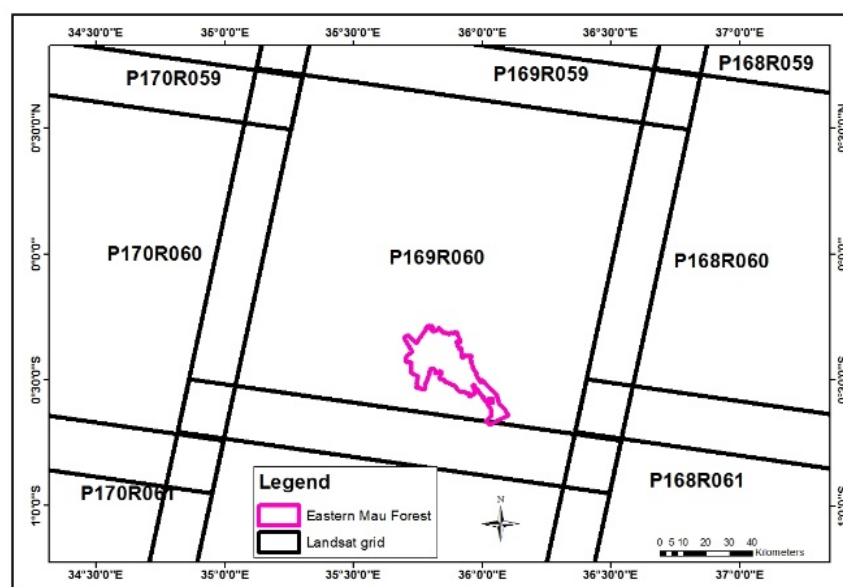 34°30'0"E 35°0'0"E 35°30'0"E 36°0'0"E 36°30'0"E 37°0'0"E
P168R059
P170R059
P169R059
0°30'0"N 0°30'0"N
P170R060
P169R060
P168R060
0°0'0" 0°0'0"
0°30'0"S 0°30'0"S
P170R061
P168R061
1°0'0"S 1°0'0"S
Legend
Eastern Mau Forest
Landsat grid
N
0 5 10 20 30 40
Kilometers
34°30'0"E 35°0'0"E 35°30'0"E 36°0'0"E 36°30'0"E 37°0'0"E